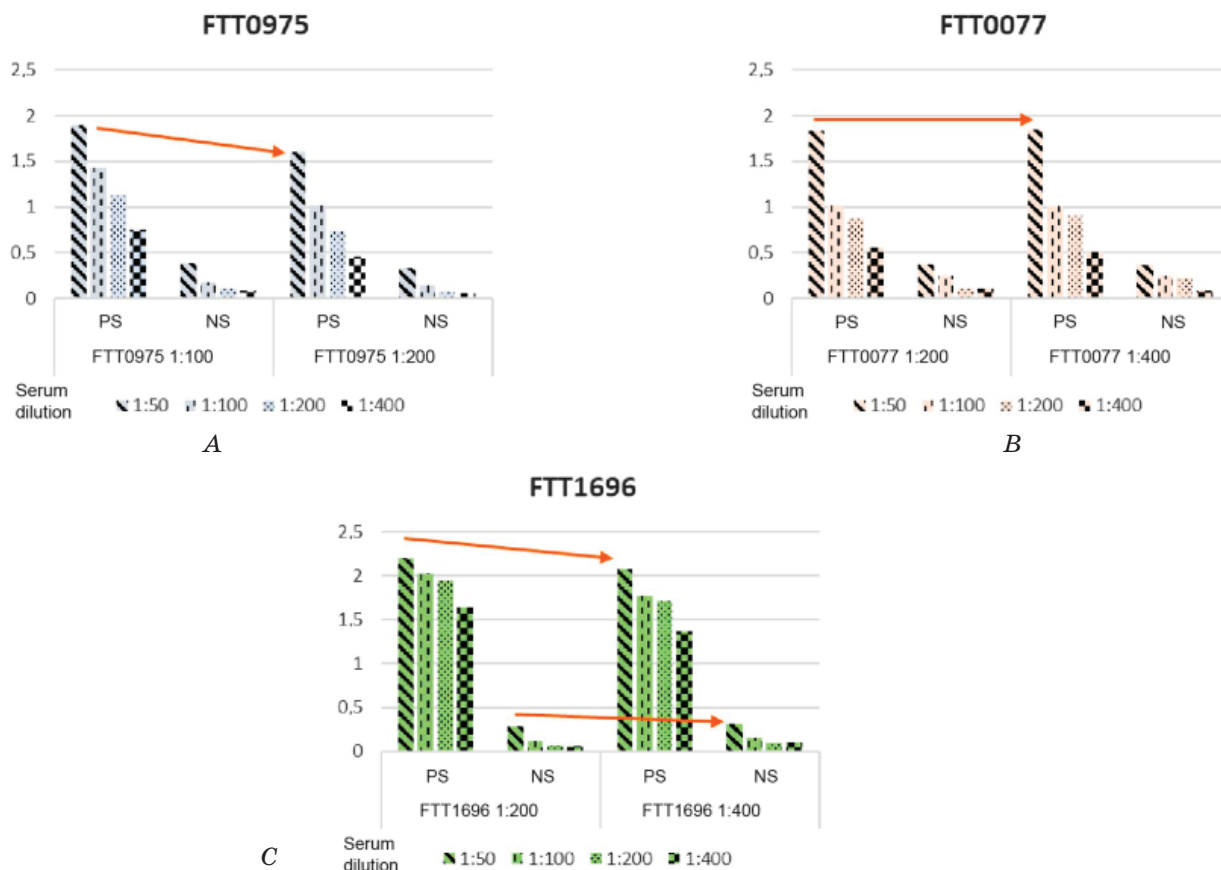 FTT0975
2,5
2
1,5
1
0,5
0
PS NS PS NS
FTT0975 1:100 FTT0975 1:200
Serum
dilution 1:50 1:100 1:200 1:400
A
FTT0077
2,5
2
1,5
1
0,5
0
PS NS PS NS
FTT0077 1:200 FTT0077 1:400
Serum
dilution 1:50 1:100 1:200 1:400
B
FTT1696
2,5
2
1,5
1
0,5
0
PS NS PS NS
FTT1696 1:200 FTT1696 1:400
Serum
dilution 1:50 1:100 1:200 1:400
C